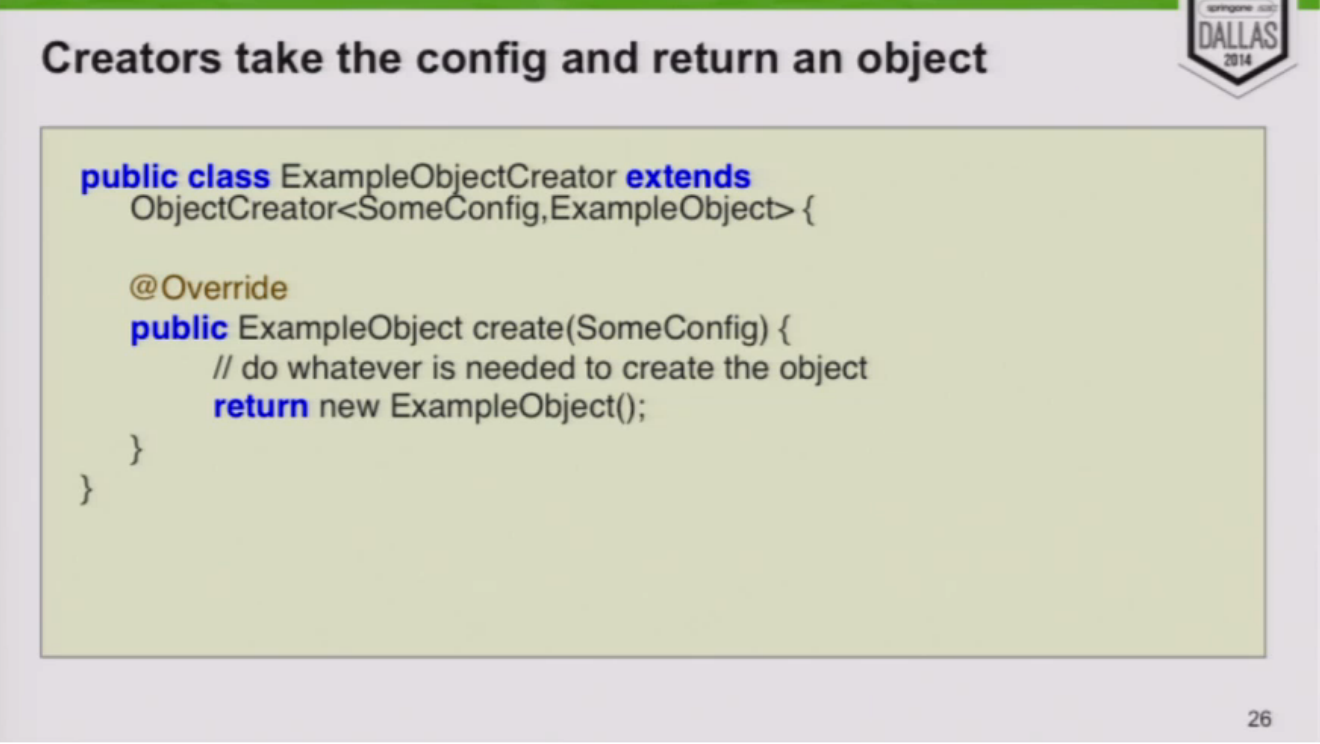 springone
DALLAS
2014
Creators take the config and return an object
public class ExampleObjectCreator extends
ObjectCreator<SomeConfig,ExampleObject> {
@Override
public ExampleObject create(SomeConfig) {
// do whatever is needed to create the object
return new ExampleObject();
}
}
26